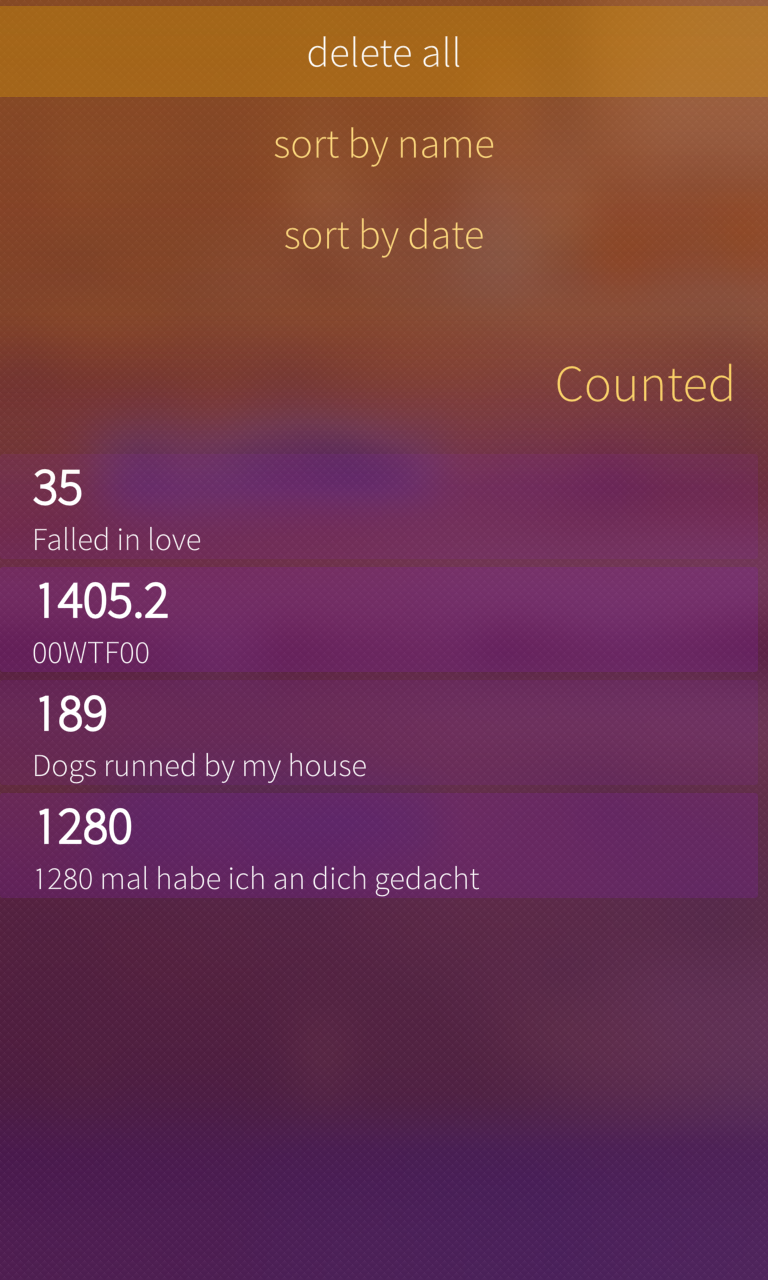 delete all
sort by name
sort by date
Counted
35
Falled in love
1405.2
00WTF00
189
Dogs runned by my house
1280
1280 mal habe ich an dich gedacht